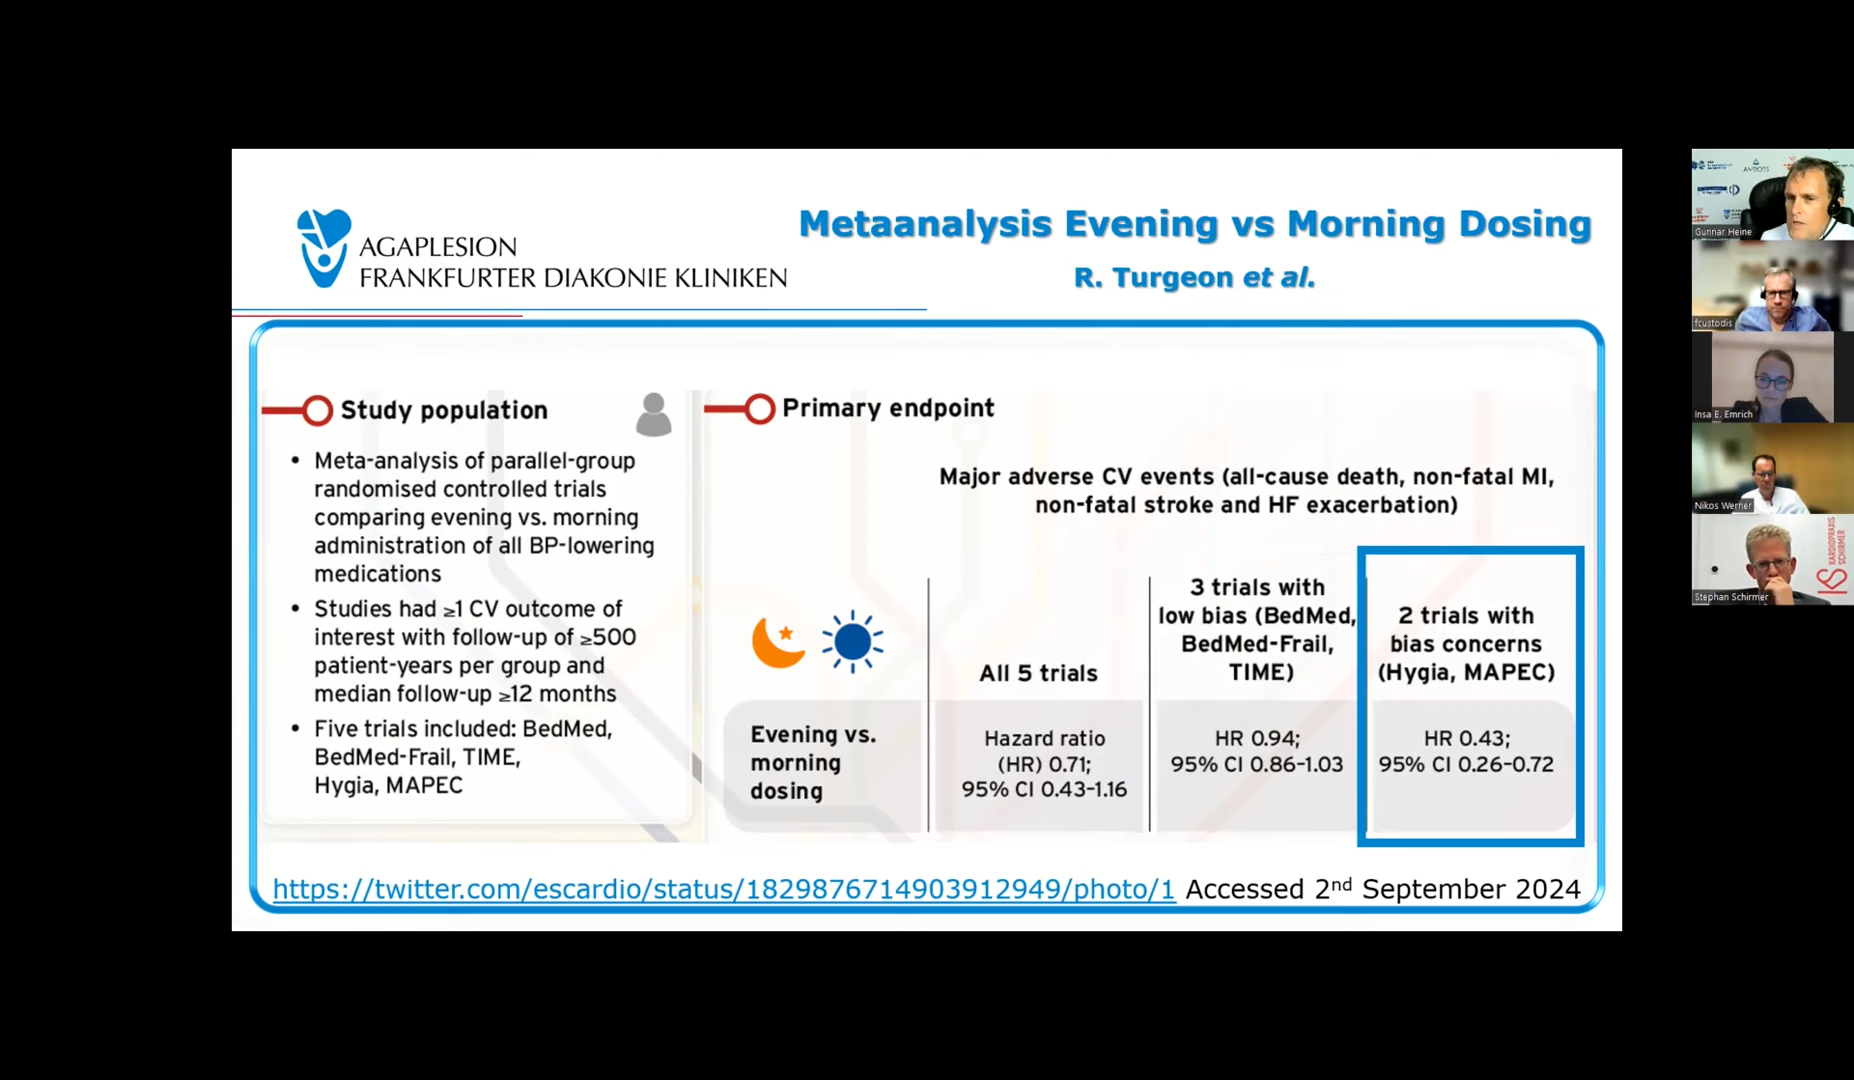 AGAPLESION
FRANKFURTER DIAKONIE KLINIKEN
Metaanalysis Evening vs Morning Dosing
R. Turgeon et al.
Study population
• Meta-analysis of parallel-group
randomised controlled trials
comparing evening vs. morning
administration of all BP-lowering
medications
• Studies had ≥1 CV outcome of
interest with follow-up of ≥500
patient-years per group and
median follow-up ≥12 months
• Five trials included: BedMed,
BedMed-Frail, TIME,
Hygia, MAPEC
Primary endpoint
Major adverse CV events (all-cause death, non-fatal MI,
non-fatal stroke and HF exacerbation)
All 5 trials
3 trials with
low bias (BedMed,
BedMed-Frail,
TIME)
2 trials with
bias concerns
(Hygia, MAPEC)
Evening vs.
morning
dosing
Hazard ratio
(HR) 0.71;
95% CI 0.43-1.16
HR 0.94;
95% CI 0.86-1.03
HR 0.43;
95% CI 0.26-0.72
https://twitter.com/escardio/status/1829876714903912949/photo/1 Accessed 2nd September 2024
AMBOSS
Gunnar Heine
fcustodis
Insa E. Emrich
Nikos Werner
KARDIOPRAXIS
SCHIRMER
Stephan Schirmer